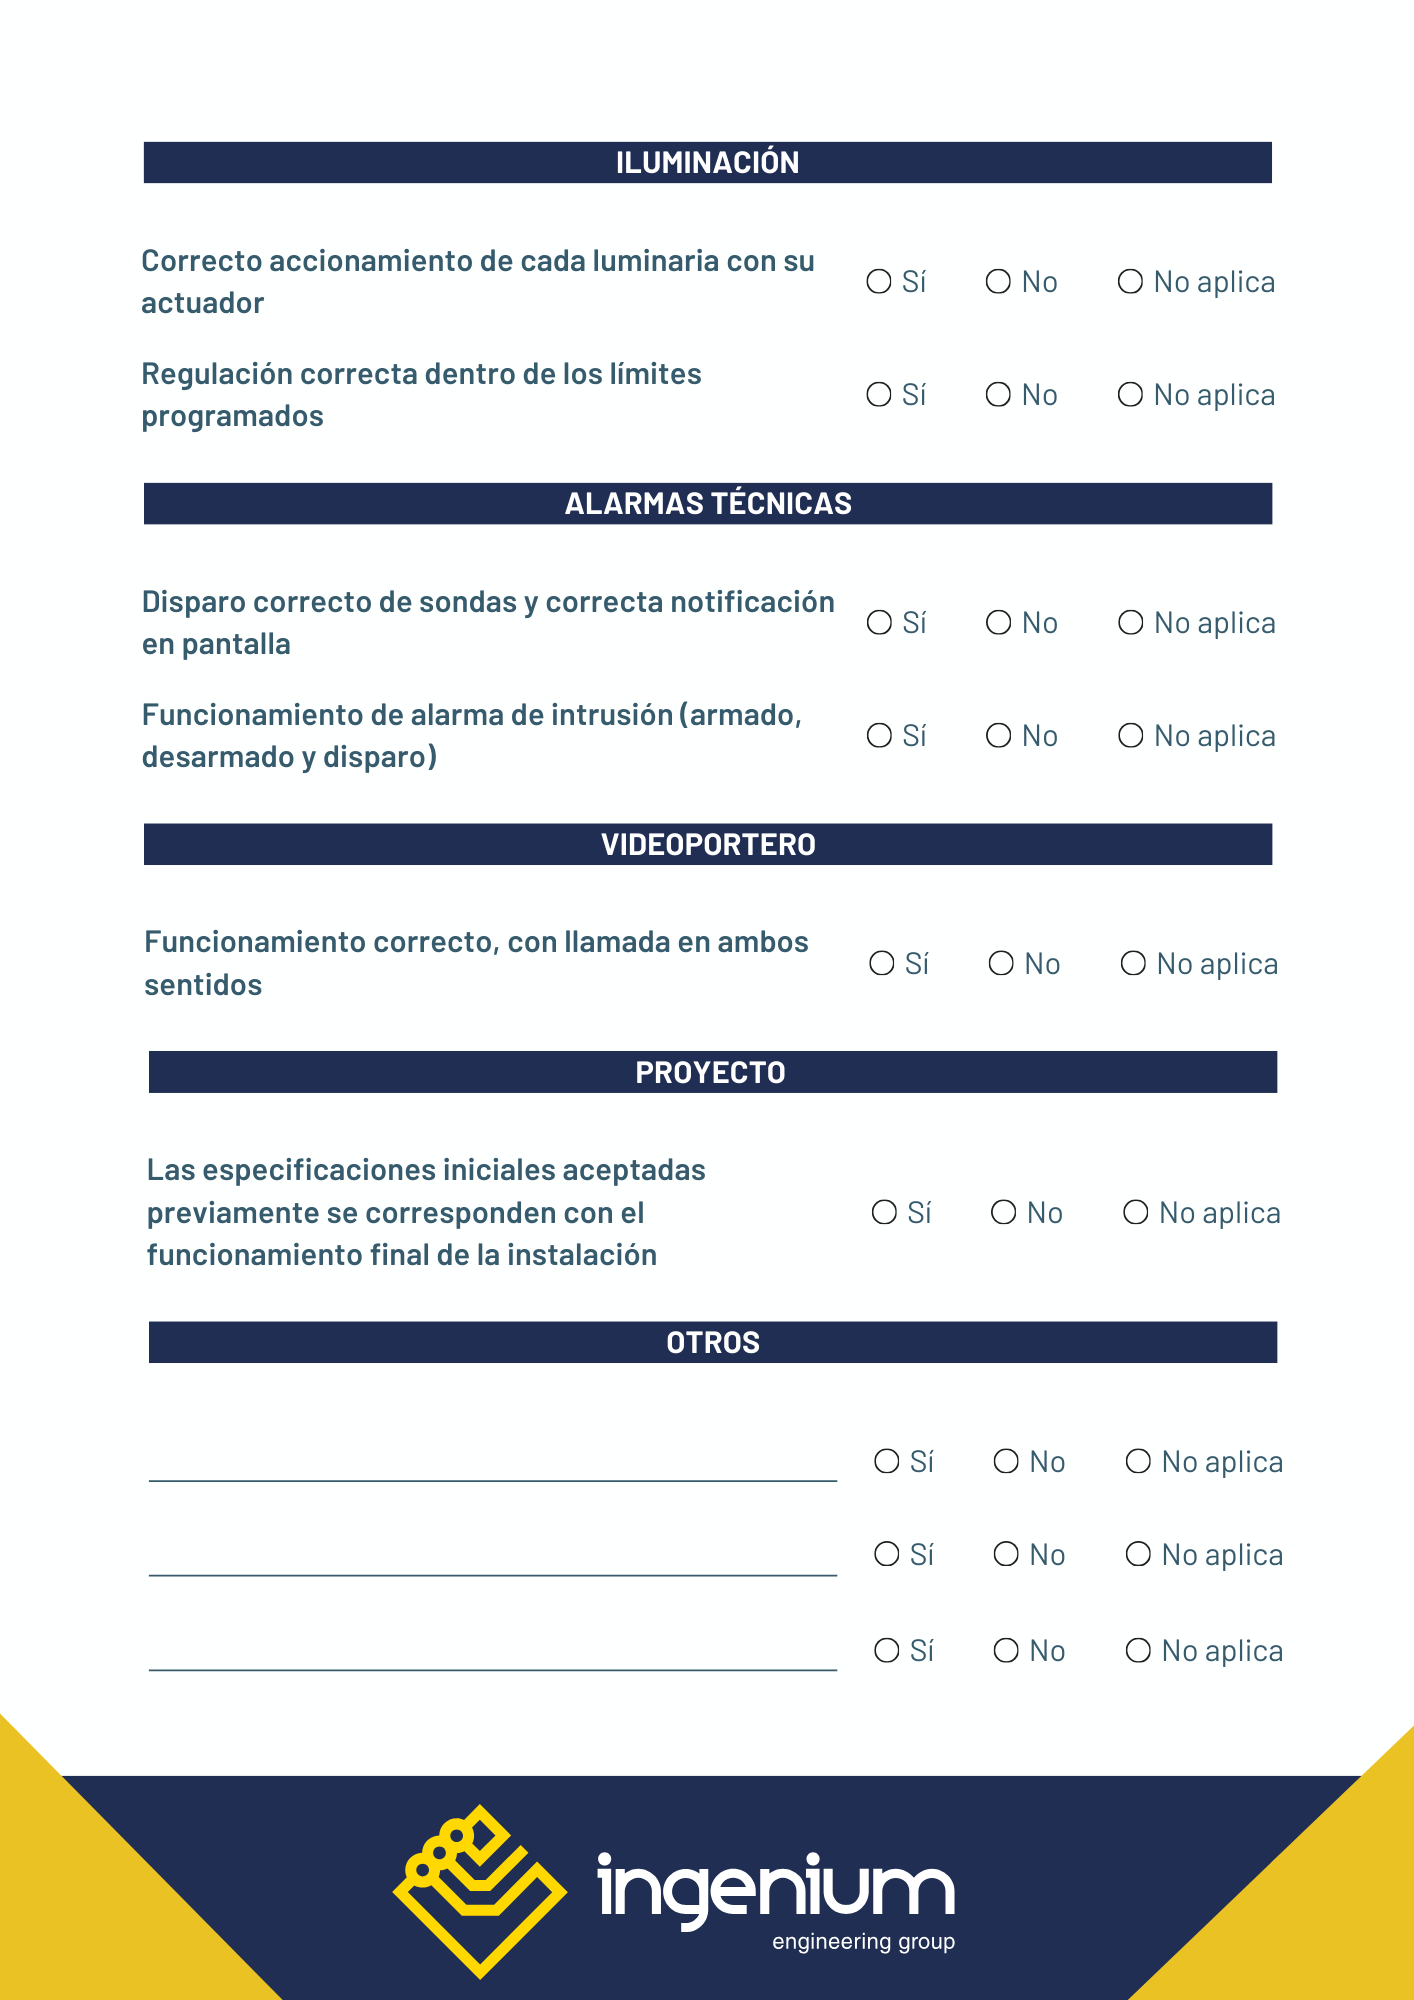 ILUMINACIÓN
Correcto accionamiento de cada luminaria con su
actuador
Sí No No aplica
Regulación correcta dentro de los límites
programados
Sí No No aplica
ALARMAS TÉCNICAS
Disparo correcto de sondas y correcta notificación
en pantalla
Sí No No aplica
Funcionamiento de alarma de intrusión (armado,
desarmado y disparo)
Sí No No aplica
VIDEOPORTERO
Funcionamiento correcto, con llamada en ambos
sentidos
Sí No No aplica
PROYECTO
Las especificaciones iniciales aceptadas
previamente se corresponden con el
funcionamiento final de la instalación
Sí No No aplica
OTROS
Sí No No aplica
Sí No No aplica
Sí No No aplica
ingenium
engineering group